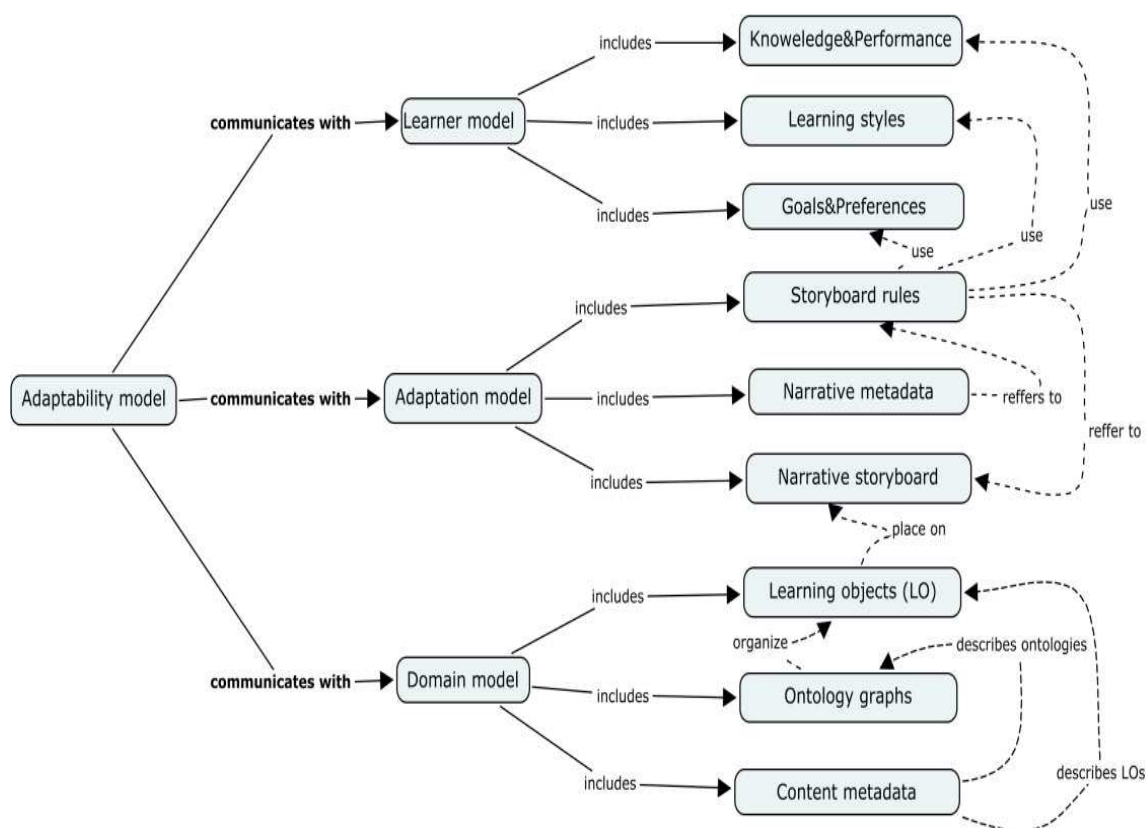 includes
Knoweledge&Performance
communicates with
Learner model
includes
Learning styles
includes
Goals&Preferences
use
use
use
includes
Storyboard rules
Adaptability model
communicates with
Adaptation model
includes
Narrative metadata
reffers to
reffer to
includes
Narrative storyboard
place on
includes
Learning objects (LO)
organize
describes ontologies
communicates with
Domain model
includes
Ontology graphs
includes
Content metadata
describes LOs